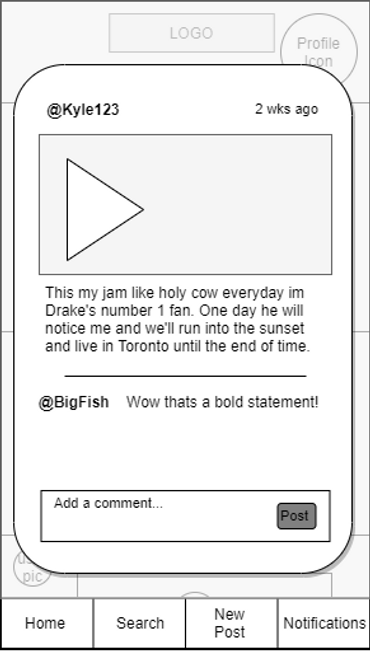 LOGO
Profile
Icon
@Kyle123
2 wks ago
This my jam like holy cow everyday im
Drake's number 1 fan. One day he will
notice me and we'll run into the sunset
and live in Toronto until the end of time.
@BigFish Wow thats a bold statement!
Add a comment...
Post
pic
Home
Search
New
Post
Notifications